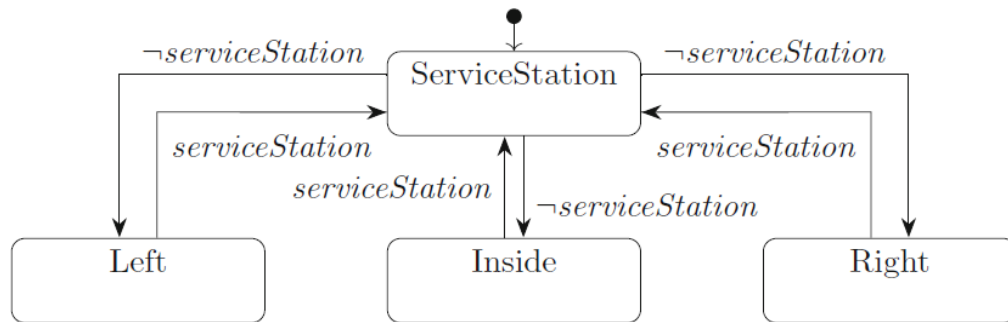 ¬serviceStation
ServiceStation
¬serviceStation
serviceStation
serviceStation
serviceStation
¬serviceStation
Left
Inside
Right